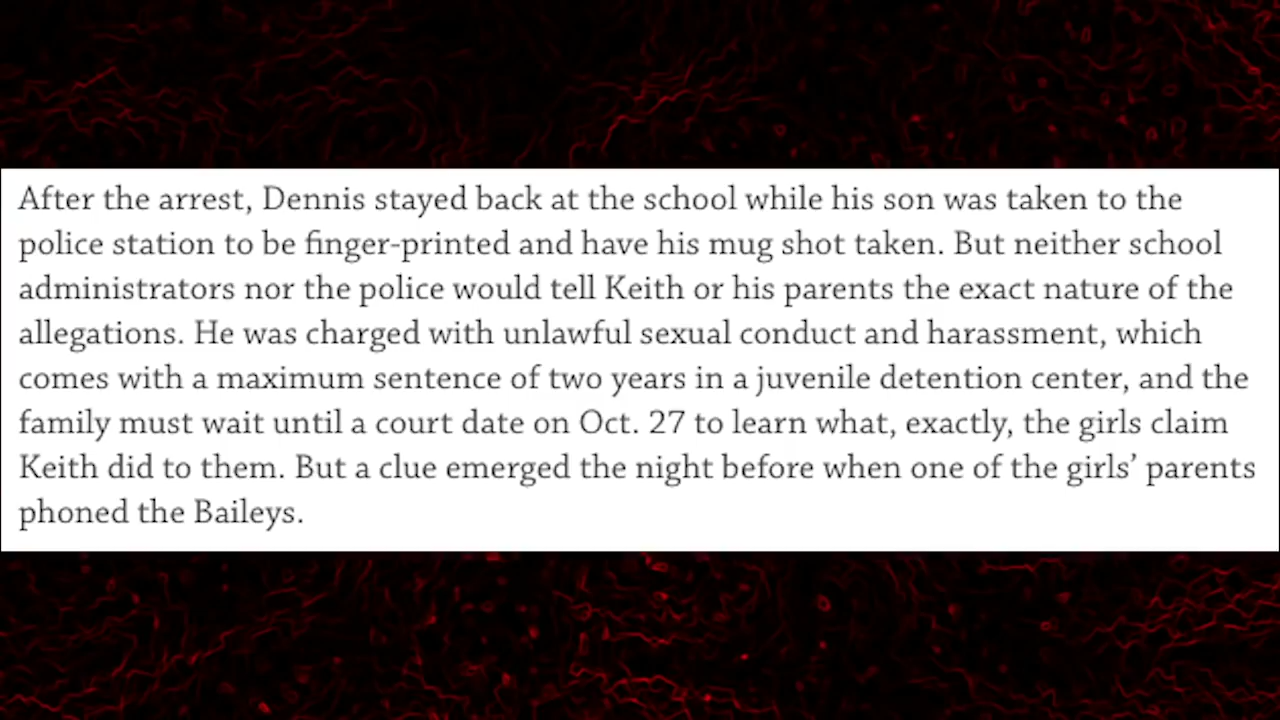 After the arrest, Dennis stayed back at the school while his son was taken to the
police station to be finger-printed and have his mug shot taken. But neither school
administrators nor the police would tell Keith or his parents the exact nature of the
allegations. He was charged with unlawful sexual conduct and harassment, which
comes with a maximum sentence of two years in a juvenile detention center, and the
family must wait until a court date on Oct. 27 to learn what, exactly, the girls claim
Keith did to them. But a clue emerged the night before when one of the girls’ parents
phoned the Baileys.